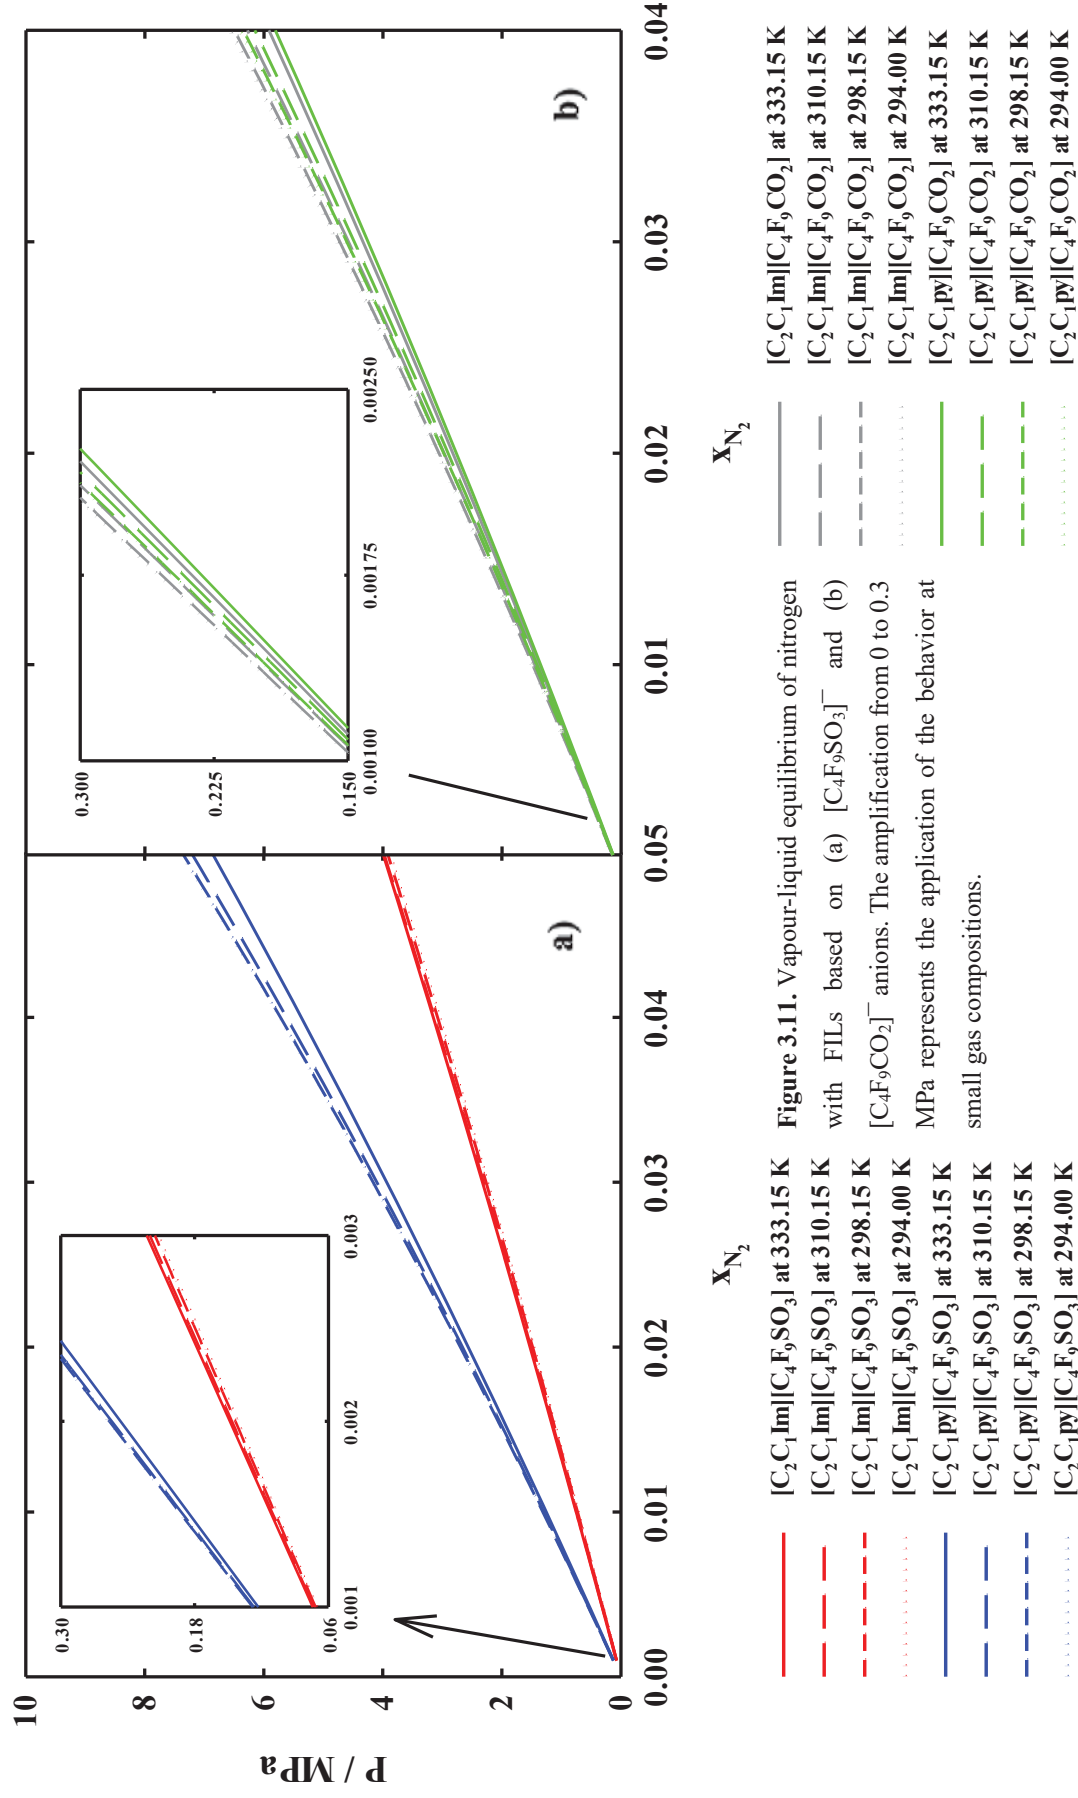 10
8
6
4
2
0
P / MPa
0.30
0.18
0.06
0.001
0.002
0.003
a)
0.00
0.01
0.02
0.03
0.04
0.05
0.300
0.225
0.150
0.00100
0.00175
0.00250
b)
0.01
0.02
0.03
0.04
xN₂
xN₂
[C₂C₁Im][C₄F₉SO₃] at 333.15 K
[C₂C₁Im][C₄F₉SO₃] at 310.15 K
[C₂C₁Im][C₄F₉SO₃] at 298.15 K
[C₂C₁Im][C₄F₉SO₃] at 294.00 K
[C₂C₁py][C₄F₉SO₃] at 333.15 K
[C₂C₁py][C₄F₉SO₃] at 310.15 K
[C₂C₁py][C₄F₉SO₃] at 298.15 K
[C₂C₁py][C₄F₉SO₃] at 294.00 K
Figure 3.11. Vapour-liquid equilibrium of nitrogen
with FILs based on (a) [C₄F₉SO₃]⁻ and (b)
[C₄F₉CO₂]⁻ anions. The amplification from 0 to 0.3
MPa represents the application of the behavior at
small gas compositions.
[C₂C₁Im][C₄F₉CO₂] at 333.15 K
[C₂C₁Im][C₄F₉CO₂] at 310.15 K
[C₂C₁Im][C₄F₉CO₂] at 298.15 K
[C₂C₁Im][C₄F₉CO₂] at 294.00 K
[C₂C₁py][C₄F₉CO₂] at 333.15 K
[C₂C₁py][C₄F₉CO₂] at 310.15 K
[C₂C₁py][C₄F₉CO₂] at 298.15 K
[C₂C₁py][C₄F₉CO₂] at 294.00 K